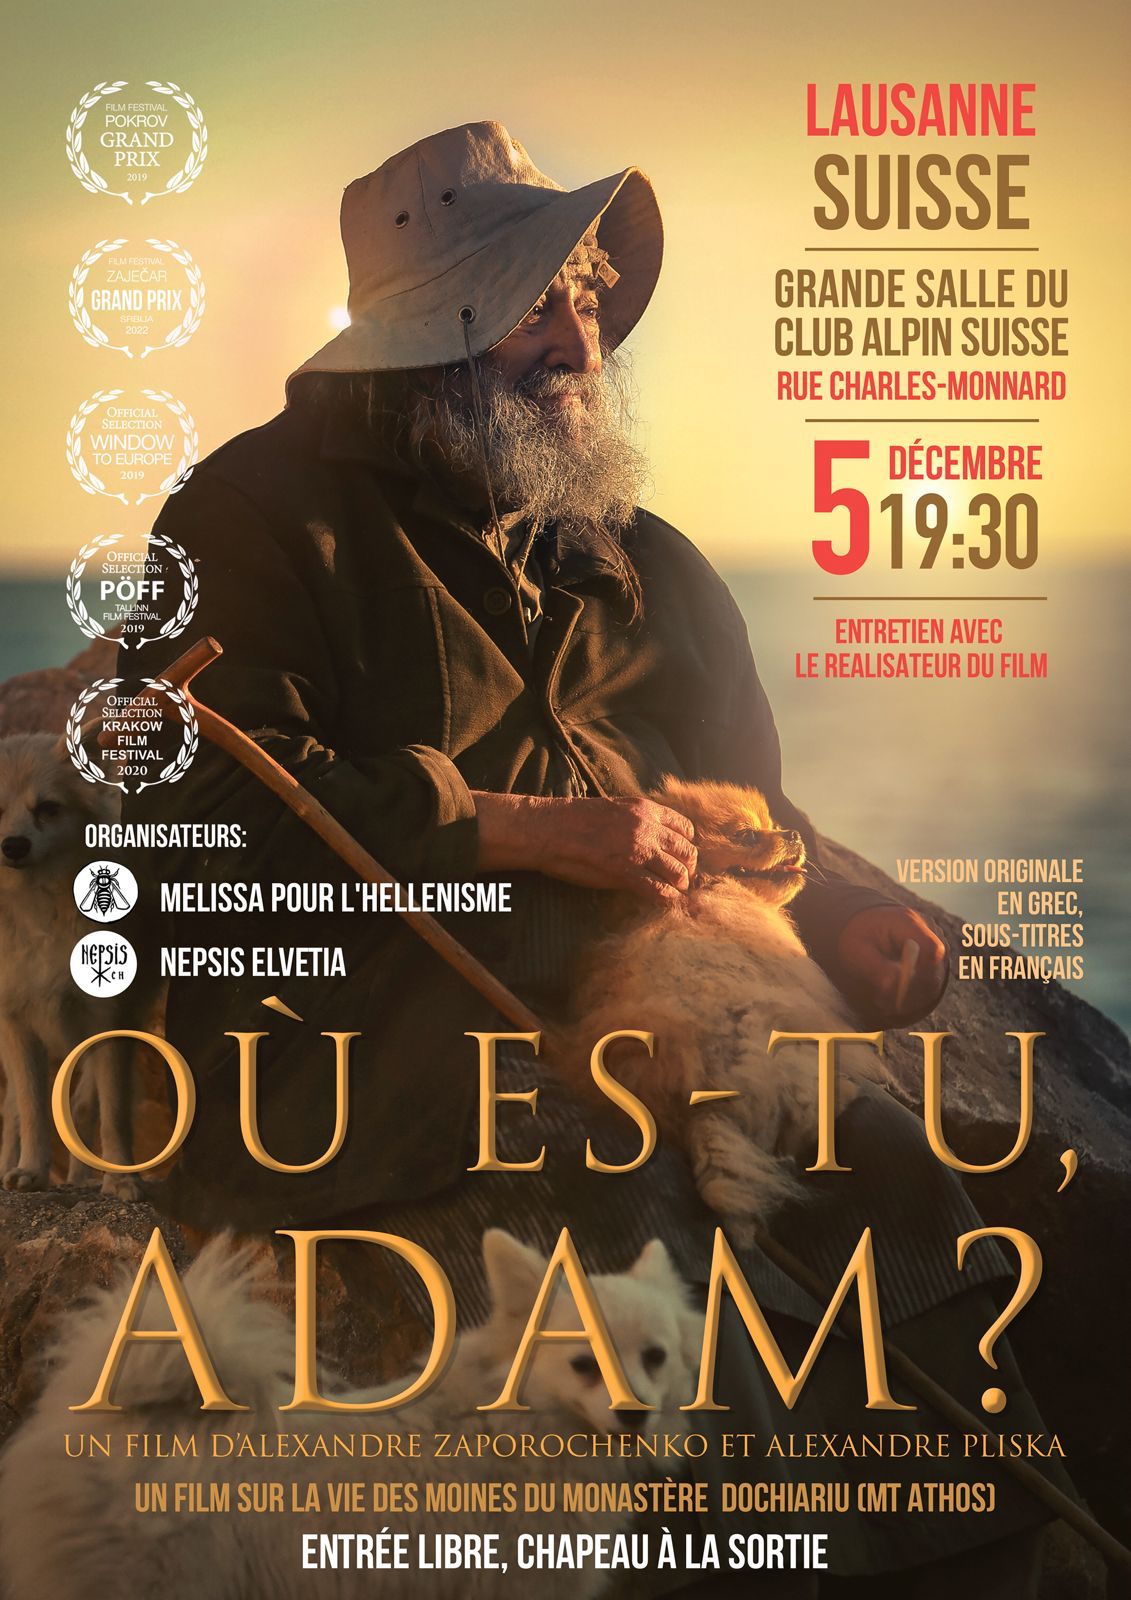 FILM FESTIVAL
POKROV
GRAND
PRIX
2019
FILM FESTIVAL
ZAJEČAR
GRAND PRIX
SRBIJA
2022
OFFICIAL
SELECTION
WINDOW
TO EUROPE
2019
OFFICIAL
SELECTION
PÖFF
TALLINN
FILM FESTIVAL
2019
OFFICIAL
SELECTION
KRAKOW
FILM
FESTIVAL
2020
LAUSANNE
SUISSE
GRANDE SALLE DU
CLUB ALPIN SUISSE
RUE CHARLES-MONNARD
5 DÉCEMBRE
19:30
ENTRETIEN AVEC
LE REALISATEUR DU FILM
ORGANISATEURS:
MELISSA POUR L'HELLENISME
NEPSIS
CH
NEPSIS ELVETIA
VERSION ORIGINALE
EN GREC,
SOUS-TITRES
EN FRANÇAIS
OÙ ES-TU,
ADAM?
UN FILM D'ALEXANDRE ZAPOROCHENKO ET ALEXANDRE PLISKA
UN FILM SUR LA VIE DES MOINES DU MONASTÈRE DOCHIARIU (MT ATHOS)
ENTRÉE LIBRE, CHAPEAU À LA SORTIE